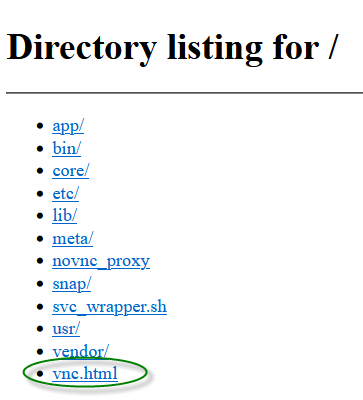 Directory listing for /
app/
bin/
core/
etc/
lib/
meta/
novnc_proxy
snap/
svc_wrapper.sh
usr/
vendor/
vnc.html